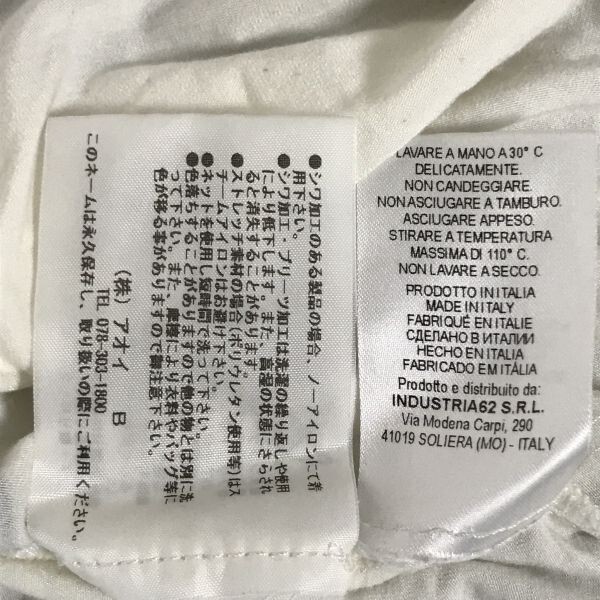 ●シワ加工のある製品の場合、ノーアイロンにて着
用下さい。
●シワ加工・プリーツ加工は洗濯の繰り返しや使用
により低下します。また、高湿の状態にさらされ
ると消失することがあります。
●ストレッチ素材の場合(ポリウレタン使用等)はス
チームアイロンはお避け下さい。
●ネットを使用し短時間で洗って下さい。
●色落ちすることがありますので他の物とは別に洗
って下さい。また、摩擦により衣料やバッグ等に
色が移る事がありますので御注意下さい。
(株)アオイ B
TEL 078-303-1800
このネームは永久保存し、取り扱いの際にご利用ください。
LAVARE A MANO A 30° C
DELICATAMENTE.
NON CANDEGGIARE.
NON ASCIUGARE A TAMBURO.
ASCIUGARE APPESO.
STIRARE A TEMPERATURA
MASSIMA DI 110° C.
NON LAVARE A SECCO.
PRODOTTO IN ITALIA
MADE IN ITALY
FABRIQUÉ EN ITALIE
СДЕЛАНО В ИТАЛИИ
HECHO EN ITALIA
FABRICADO EM ITÁLIA
Prodotto e distribuito da:
INDUSTRIA62 S.R.L.
Via Modena Carpi, 290
41019 SOLIERA (MO) - ITALY